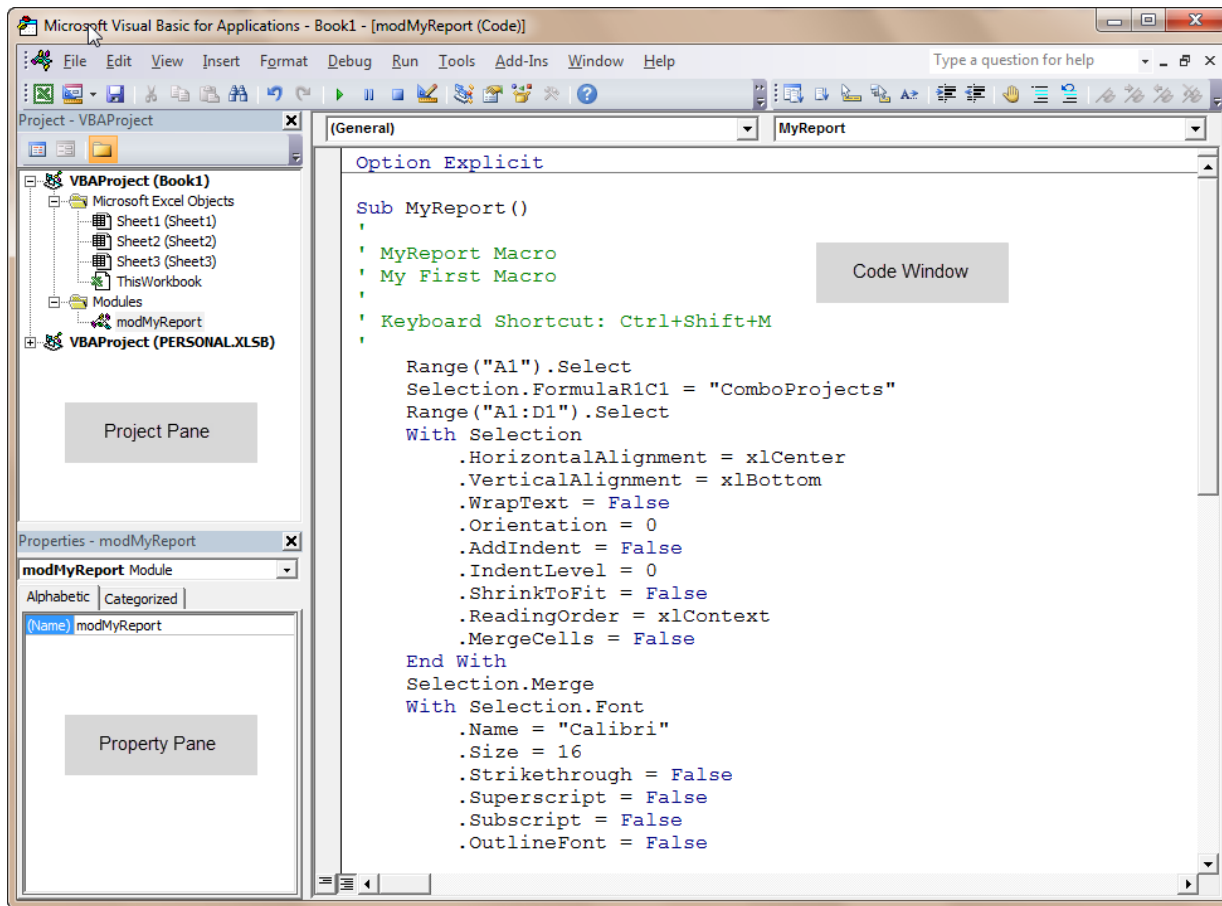 Microsoft Visual Basic for Applications - Book1 - [modMyReport (Code)]
File Edit View Insert Format Debug Run Tools Add-Ins Window Help Type a question for help
Project - VBAProject
VBAProject (Book1)
Microsoft Excel Objects
Sheet1 (Sheet1)
Sheet2 (Sheet2)
Sheet3 (Sheet3)
ThisWorkbook
Modules
modMyReport
VBAProject (PERSONAL.XLSB)
Project Pane
Properties - modMyReport
modMyReport Module
Alphabetic Categorized
(Name) modMyReport
Property Pane
(General) MyReport
Option Explicit
Sub MyReport()
'
' MyReport Macro
' My First Macro
'
' Keyboard Shortcut: Ctrl+Shift+M
'
Range("A1").Select
Selection.FormulaR1C1 = "ComboProjects"
Range("A1:D1").Select
With Selection
.HorizontalAlignment = xlCenter
.VerticalAlignment = xlBottom
.WrapText = False
.Orientation = 0
.AddIndent = False
.IndentLevel = 0
.ShrinkToFit = False
.ReadingOrder = xlContext
.MergeCells = False
End With
Selection.Merge
With Selection.Font
.Name = "Calibri"
.Size = 16
.Strikethrough = False
.Superscript = False
.Subscript = False
.OutlineFont = False
Code Window